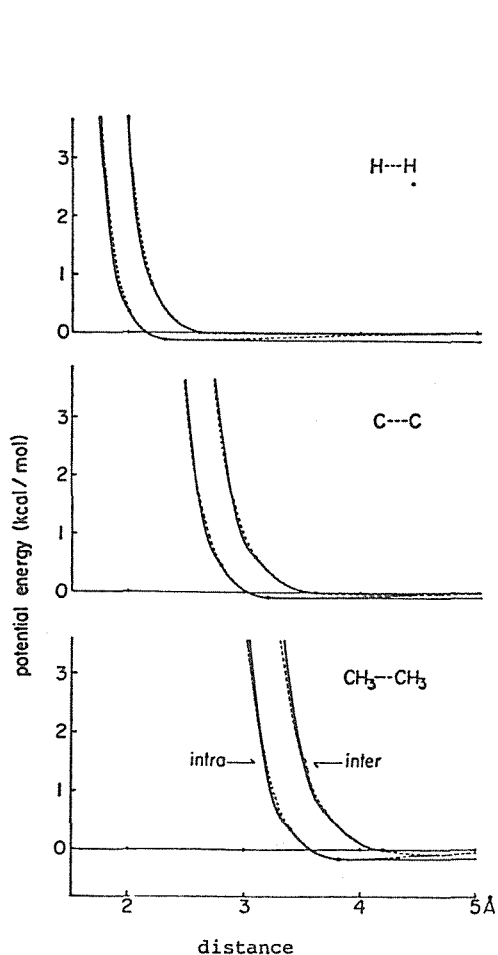 H---H
3
2
1
0
C---C
3
2
1
0
potential energy (kcal/mol)
CH3---CH3
3
2
1
0
intra
inter
2 3 4 5Å
distance